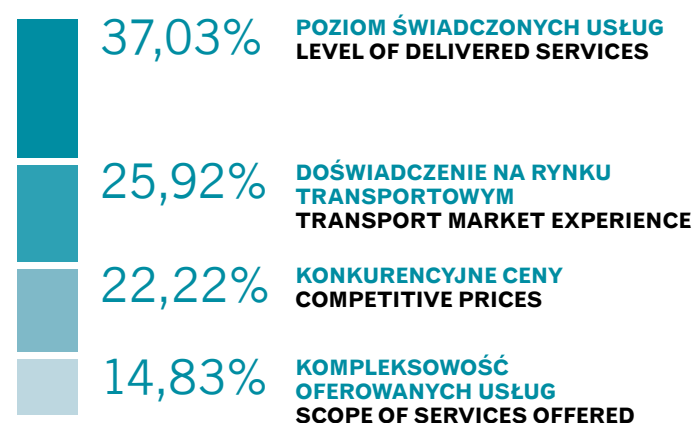 37,03%
POZIOM ŚWIADCZONYCH USŁUG
LEVEL OF DELIVERED SERVICES
25,92%
DOŚWIADCZENIE NA RYNKU
TRANSPORTOWYM
TRANSPORT MARKET EXPERIENCE
22,22%
KONKURENCYJNE CENY
COMPETITIVE PRICES
14,83%
KOMPLEKSOWOŚĆ
OFEROWANYCH USŁUG
SCOPE OF SERVICES OFFERED